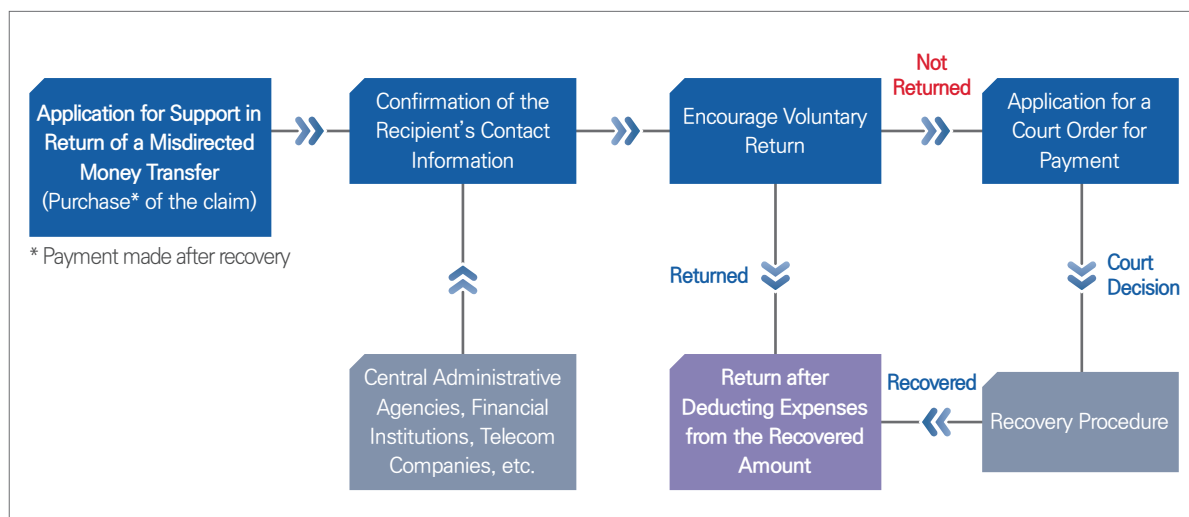 Application for Support in
Return of a Misdirected
Money Transfer
(Purchase* of the claim)
* Payment made after recovery
Confirmation of the
Recipient's Contact
Information
Central Administrative
Agencies, Financial
Institutions, Telecom
Companies, etc.
Encourage Voluntary
Return
Not
Returned
Application for a
Court Order for
Payment
Returned
Court
Decision
Return after
Deducting Expenses
from the Recovered
Amount
Recovered
Recovery Procedure